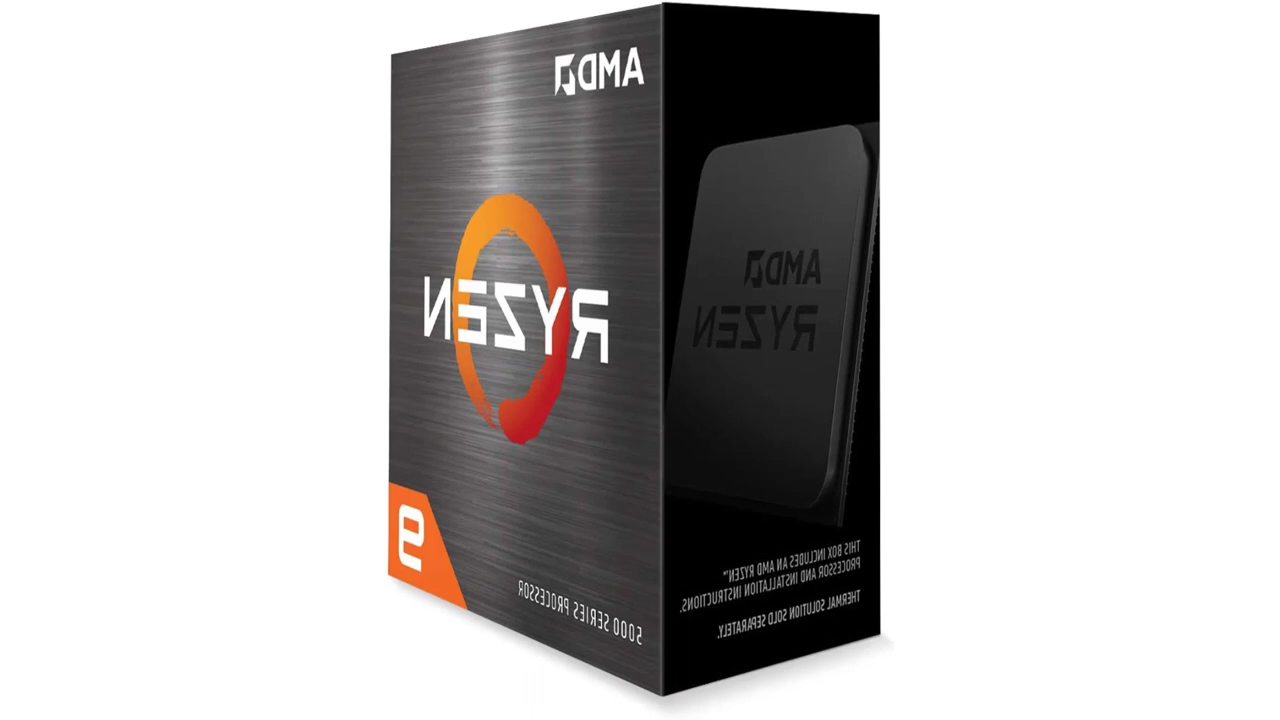 AMD
RYZEN
9
5000 SERIES PROCESSOR
AMD
RYZEN
THIS BOX INCLUDES AN AMD RYZEN™
PROCESSOR AND INSTALLATION INSTRUCTIONS.
THERMAL SOLUTION SOLD SEPARATELY.